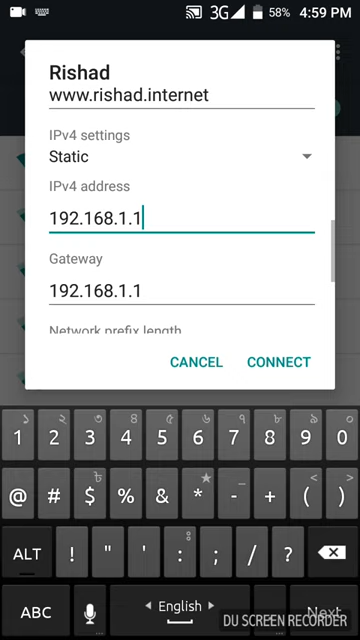 3G 58% 4:59 PM
Rishad
www.rishad.internet
IPv4 settings
Static
IPv4 address
192.168.1.1
Gateway
192.168.1.1
Network prefix length
CANCEL CONNECT
১ ২ ৩ ৪ ৫ ৬ ৭ ৮ ৯ ০
1 2 3 4 5 6 7 8 9 0
৳ ★ _ < >
@ # $ % & * - + ( )
ALT ! " ' : ; / ?
ABC English Next
DU SCREEN RECORDER